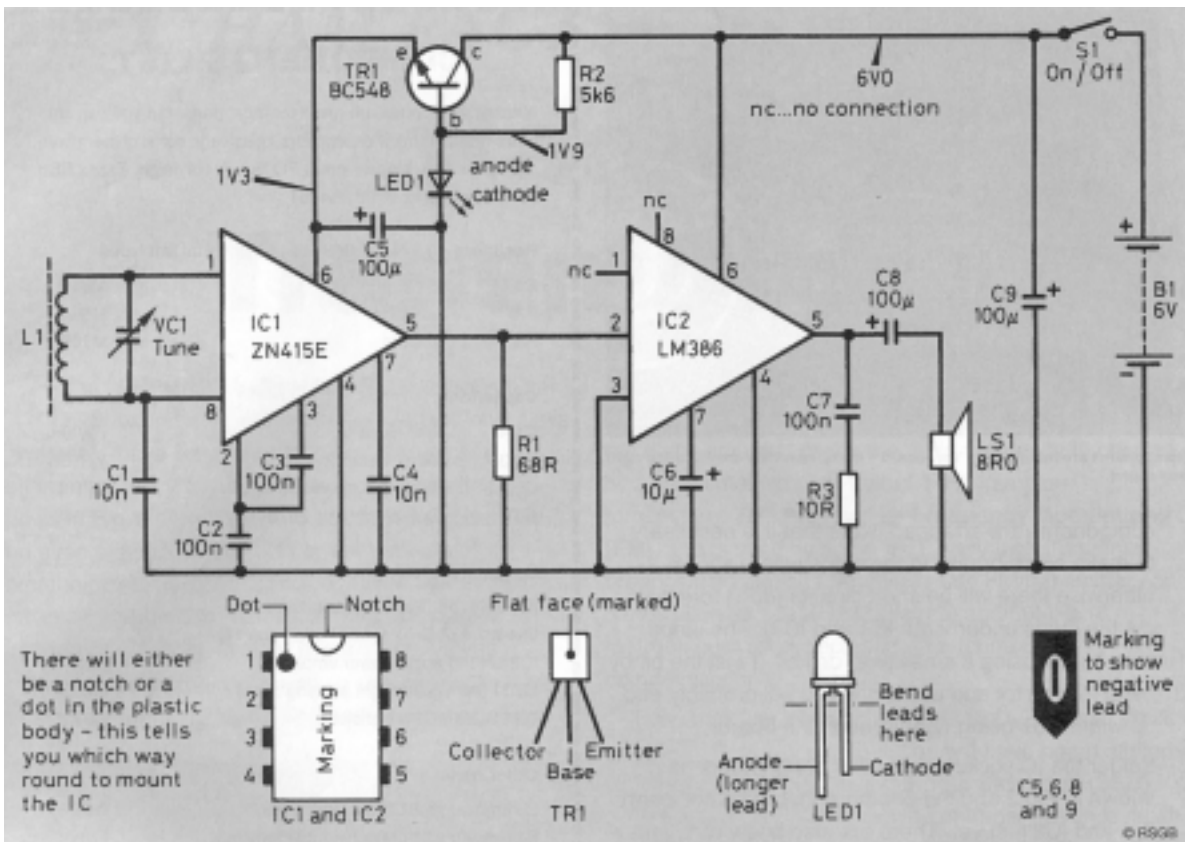 e
c
TR1
BC548
b
R2
5k6
6V0
S1
On/Off
nc...no connection
1V9
anode
cathode
LED1
1V3
+
C5
100µ
nc
8
nc
1
6
1
6
L1
VC1
Tune
IC1
ZN415E
5
7
4
8
3
2
2
IC2
LM386
5
3
4
7
C8
100µ
+
C9
100µ
+
+
B1
6V
-
C1
10n
C3
100n
C2
100n
C4
10n
R1
68R
C6
10µ
+
C7
100n
R3
10R
LS1
8R0
There will either
be a notch or a
dot in the plastic
body - this tells
you which way
round to mount
the IC
Dot
Notch
1
2
3
4
8
7
6
5
Marking
IC1 and IC2
Flat face (marked)
Collector
Base
Emitter
TR1
Bend
leads
here
Anode
(longer
lead)
Cathode
LED1
Marking
to show
negative
lead
C5,6,8
and 9
© RSGB